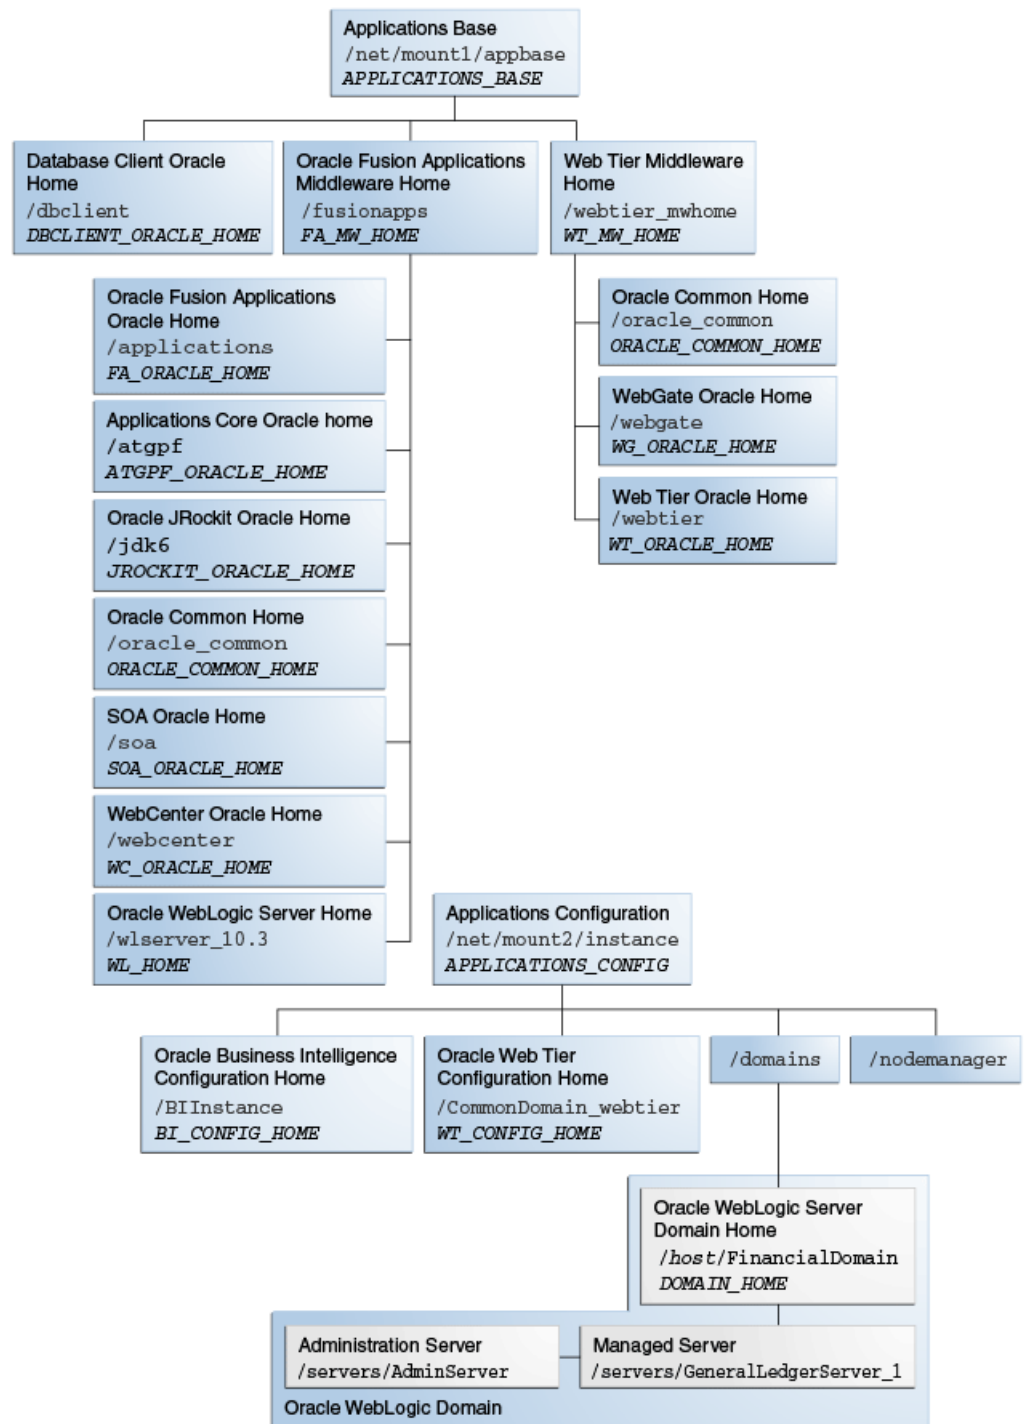 Applications Base
/net/mount1/appbase
APPLICATIONS_BASE
Database Client Oracle
Home
/dbclient
DBCLIENT_ORACLE_HOME
Oracle Fusion Applications
Middleware Home
/fusionapps
FA_MW_HOME
Web Tier Middleware
Home
/webtier_mwhome
WT_MW_HOME
Oracle Fusion Applications
Oracle Home
/applications
FA_ORACLE_HOME
Applications Core Oracle home
/atgpf
ATGPF_ORACLE_HOME
Oracle JRockit Oracle Home
/jdk6
JROCKIT_ORACLE_HOME
Oracle Common Home
/oracle_common
ORACLE_COMMON_HOME
SOA Oracle Home
/soa
SOA_ORACLE_HOME
WebCenter Oracle Home
/webcenter
WC_ORACLE_HOME
Oracle WebLogic Server Home
/wlserver_10.3
WL_HOME
Oracle Common Home
/oracle_common
ORACLE_COMMON_HOME
WebGate Oracle Home
/webgate
WG_ORACLE_HOME
Web Tier Oracle Home
/webtier
WT_ORACLE_HOME
Applications Configuration
/net/mount2/instance
APPLICATIONS_CONFIG
Oracle Business Intelligence
Configuration Home
/BIInstance
BI_CONFIG_HOME
Oracle Web Tier
Configuration Home
/CommonDomain_webtier
WT_CONFIG_HOME
/domains
/nodemanager
Oracle WebLogic Server
Domain Home
/host/FinancialDomain
DOMAIN_HOME
Administration Server
/servers/AdminServer
Managed Server
/servers/GeneralLedgerServer_1
Oracle WebLogic Domain